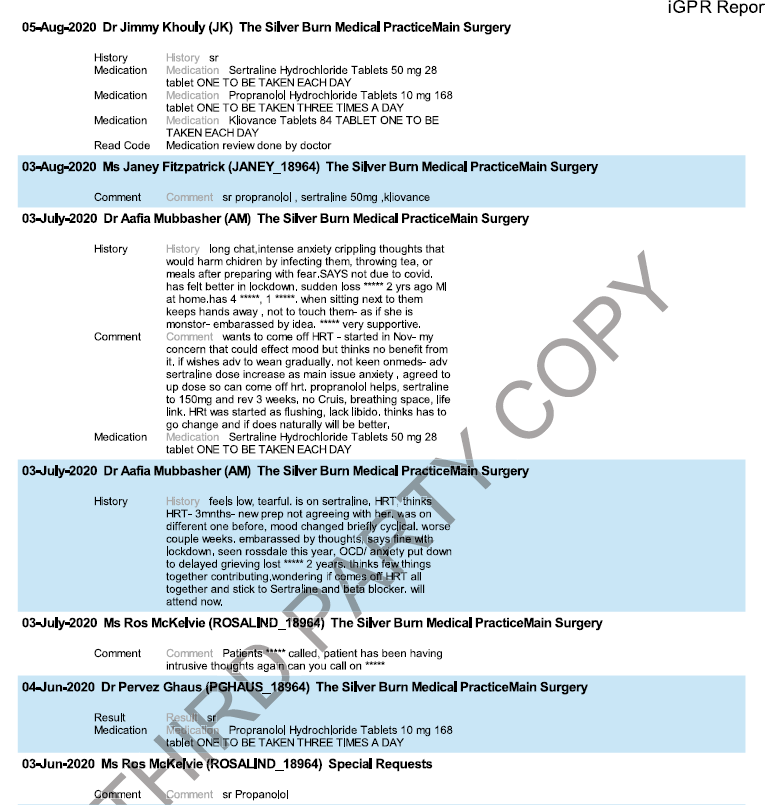 iGPR Repor
05-Aug-2020 Dr Jimmy Khouly (JK) The Silver Burn Medical PracticeMain Surgery
History History sr
Medication Medication Sertraline Hydrochloride Tablets 50 mg 28
tablet ONE TO BE TAKEN EACH DAY
Medication Medication Propranolol Hydrochloride Tablets 10 mg 168
tablet ONE TO BE TAKEN THREE TIMES A DAY
Medication Medication Kliovance Tablets 84 TABLET ONE TO BE
TAKEN EACH DAY
Read Code Medication review done by doctor
03-Aug-2020 Ms Janey Fitzpatrick (JANEY_18964) The Silver Burn Medical PracticeMain Surgery
Comment Comment sr propranolol , sertraline 50mg ,kliovance
03-July-2020 Dr Aafia Mubbasher (AM) The Silver Burn Medical PracticeMain Surgery
History History long chat,intense anxiety crippling thoughts that
would harm chidren by infecting them, throwing tea, or
meals after preparing with fear.SAYS not due to covid.
has felt better in lockdown, sudden loss ***** 2 yrs ago MI
at home.has 4 *****, 1 *****. when sitting next to them
keeps hands away , not to touch them- as if she is
monstor- embarassed by idea. ***** very supportive.
Comment Comment wants to come off HRT - started in Nov- my
concern that could effect mood but thinks no benefit from
it. if wishes adv to wean gradually. not keen onmeds- adv
sertraline dose increase as main issue anxiety , agreed to
up dose so can come off hrt. propranolol helps, sertraline
to 150mg and rev 3 weeks, no Cruis, breathing space, life
link. HRt was started as flushing, lack libido. thinks has to
go change and if does naturally will be better,
Medication Medication Sertraline Hydrochloride Tablets 50 mg 28
tablet ONE TO BE TAKEN EACH DAY
03-July-2020 Dr Aafia Mubbasher (AM) The Silver Burn Medical PracticeMain Surgery
History History feels low, tearful. is on sertraline, HRT, thinks
HRT- 3mnths- new prep not agreeing with her. was on
different one before, mood changed briefly cyclical. worse
couple weeks. embarassed by thoughts, says fine with
lockdown, seen rossdale this year, OCD/ anxiety put down
to delayed grieving lost ***** 2 years. thinks few things
together contributing,wondering if comes off HRT all
together and stick to Sertraline and beta blocker. will
attend now.
03-July-2020 Ms Ros McKelvie (ROSALIND_18964) The Silver Burn Medical PracticeMain Surgery
Comment Comment Patients ***** called, patient has been having
intrusive thoughts again can you call on *****
04-Jun-2020 Dr Pervez Ghaus (PGHAUS_18964) The Silver Burn Medical PracticeMain Surgery
Result Result sr
Medication Medication Propranolol Hydrochloride Tablets 10 mg 168
tablet ONE TO BE TAKEN THREE TIMES A DAY
03-Jun-2020 Ms Ros McKelvie (ROSALIND_18964) Special Requests
Comment Comment sr Propanolol
THIRD PARTY COPY